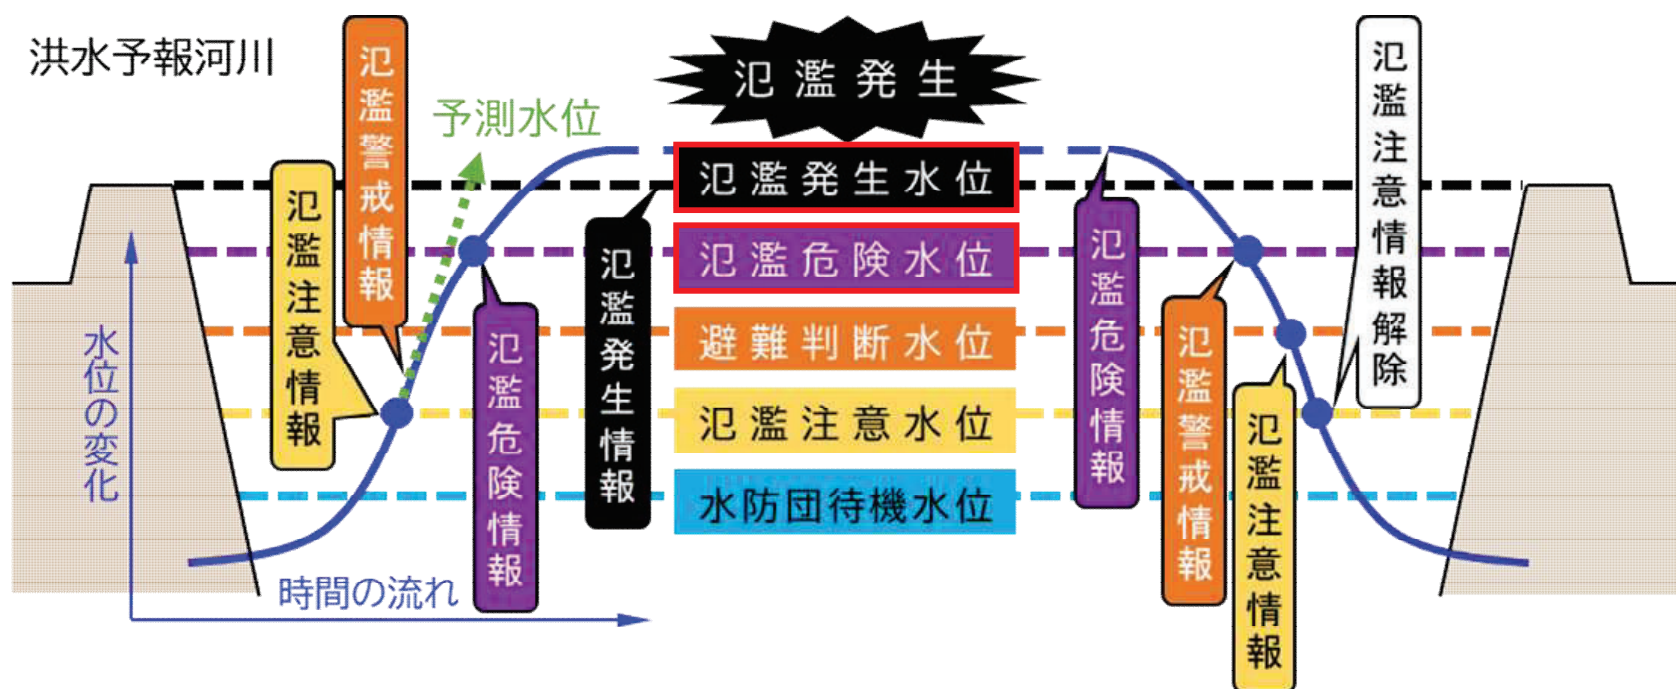 洪水予報河川
氾濫注意情報
氾濫警戒情報
予測水位
氾濫危険情報
氾濫発生情報
氾濫発生
氾濫発生水位
氾濫危険水位
避難判断水位
氾濫注意水位
水防団待機水位
氾濫危険情報
氾濫警戒情報
氾濫注意情報
氾濫注意情報解除
水位の変化
時間の流れ